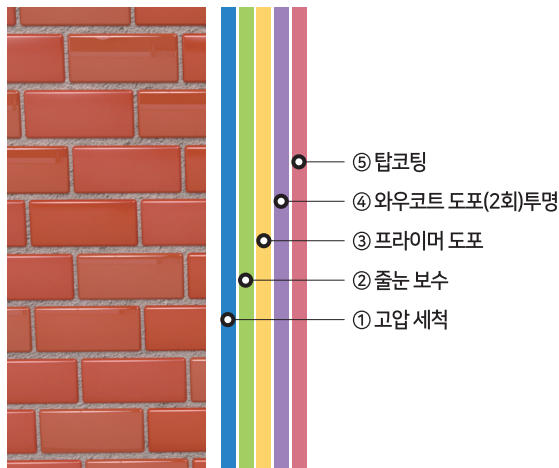 ⑤ 탑코팅
④ 와우코트 도포(2회)투명
③ 프라이머 도포
② 줄눈 보수
① 고압 세척